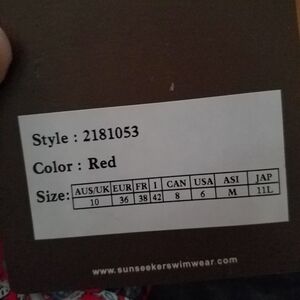 Style : 2181053
Color : Red
Size: AUS/UK EUR FR I CAN USA ASI JAP
10 36 38 42 8 6 M 11L
www.sunseekerswimwear.com